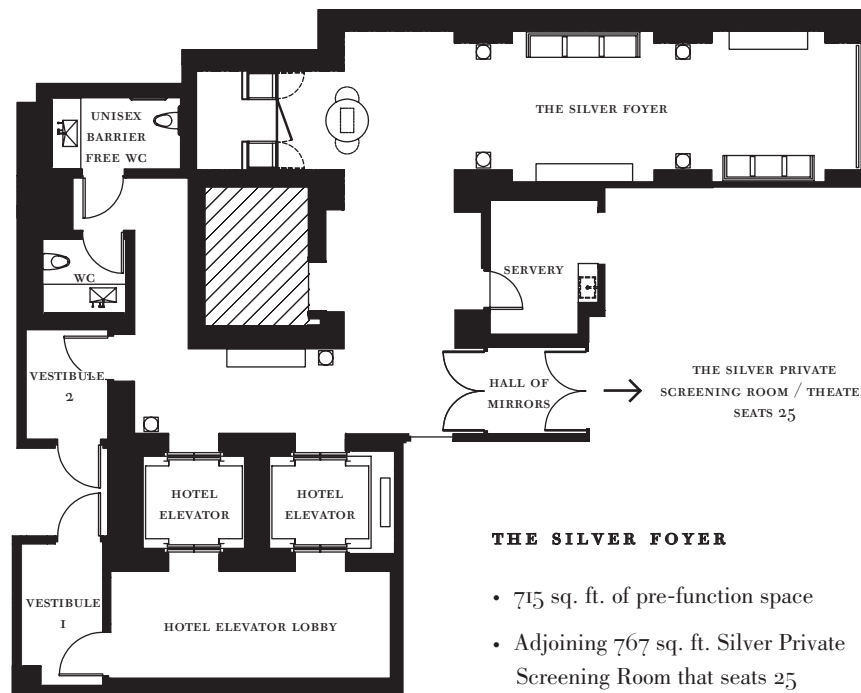 THE SILVER FOYER
UNISEX
BARRIER
FREE WC
WC
SERVERY
VESTIBULE
2
HALL OF
MIRRORS
THE SILVER PRIVATE
SCREENING ROOM / THEATE
SEATS 25
HOTEL
ELEVATOR
HOTEL
ELEVATOR
VESTIBULE
1
HOTEL ELEVATOR LOBBY
THE SILVER FOYER
• 715 sq. ft. of pre-function space
• Adjoining 767 sq. ft. Silver Private
Screening Room that seats 25